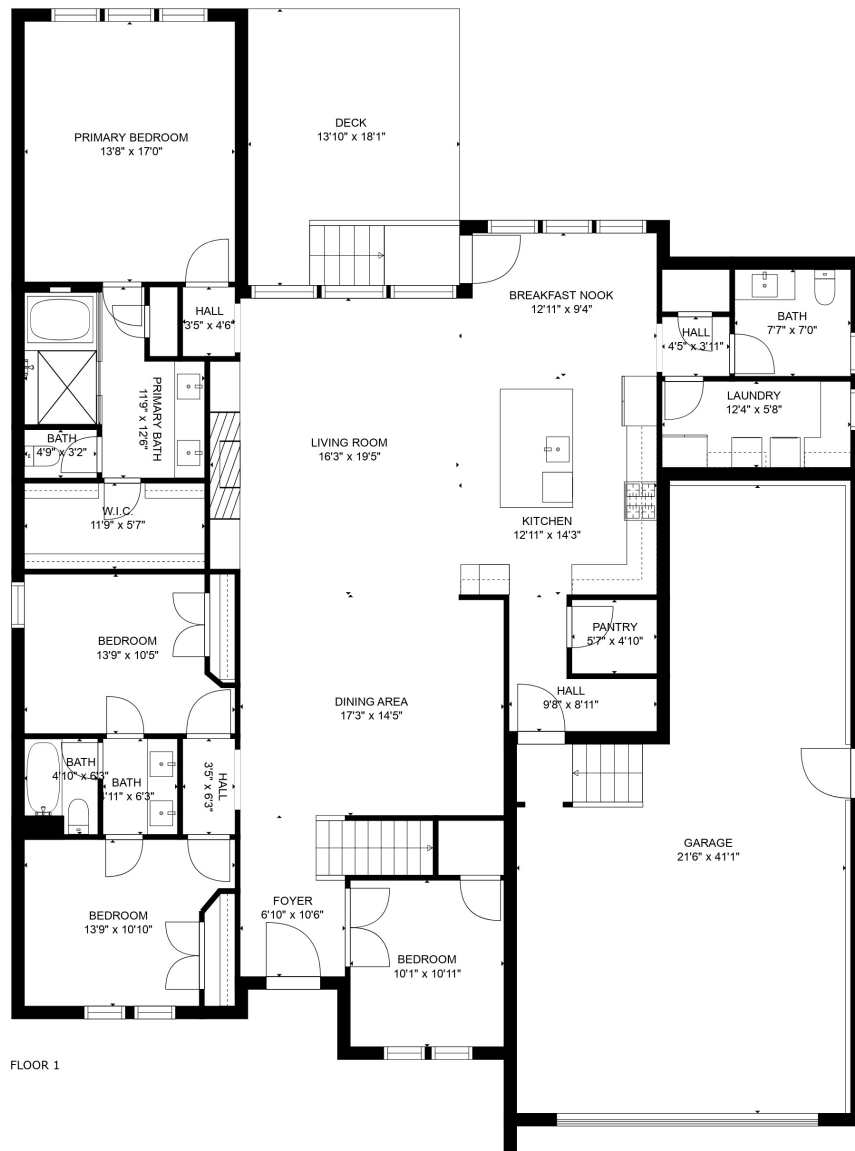 DECK
13'10" x 18'1"
PRIMARY BEDROOM
13'8" x 17'0"
HALL
3'5" x 4'6"
BREAKFAST NOOK
12'11" x 9'4"
BATH
7'7" x 7'0"
HALL
4'5" x 3'11"
PRIMARY BATH
11'9" x 12'6"
LAUNDRY
12'4" x 5'8"
BATH
4'9" x 3'2"
LIVING ROOM
16'3" x 19'5"
W.I.C.
11'9" x 5'7"
KITCHEN
12'11" x 14'3"
BEDROOM
13'9" x 10'5"
PANTRY
5'7" x 4'10"
HALL
9'8" x 8'11"
DINING AREA
17'3" x 14'5"
BATH
4'10" x 6'3"
BATH
'11" x 6'3"
HALL
3'5" x 6'3"
GARAGE
21'6" x 41'1"
FOYER
6'10" x 10'6"
BEDROOM
13'9" x 10'10"
BEDROOM
10'1" x 10'11"
FLOOR 1